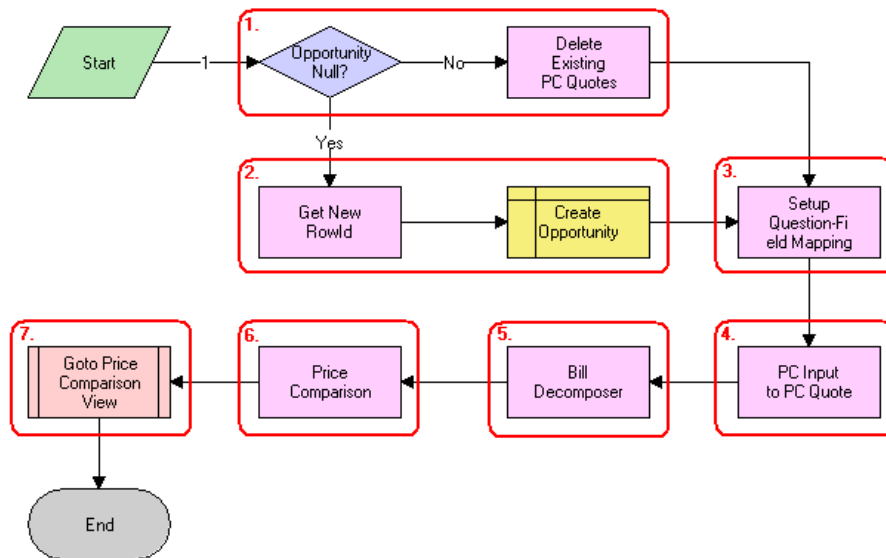 1.
Start
1
Opportunity
Null?
No
Delete
Existing
PC Quotes
Yes
2.
Get New
RowId
Create
Opportunity
3.
Setup
Question-Fi
eld Mapping
7.
Goto Price
Comparison
View
6.
Price
Comparison
5.
Bill
Decomposer
4.
PC Input
to PC Quote
End